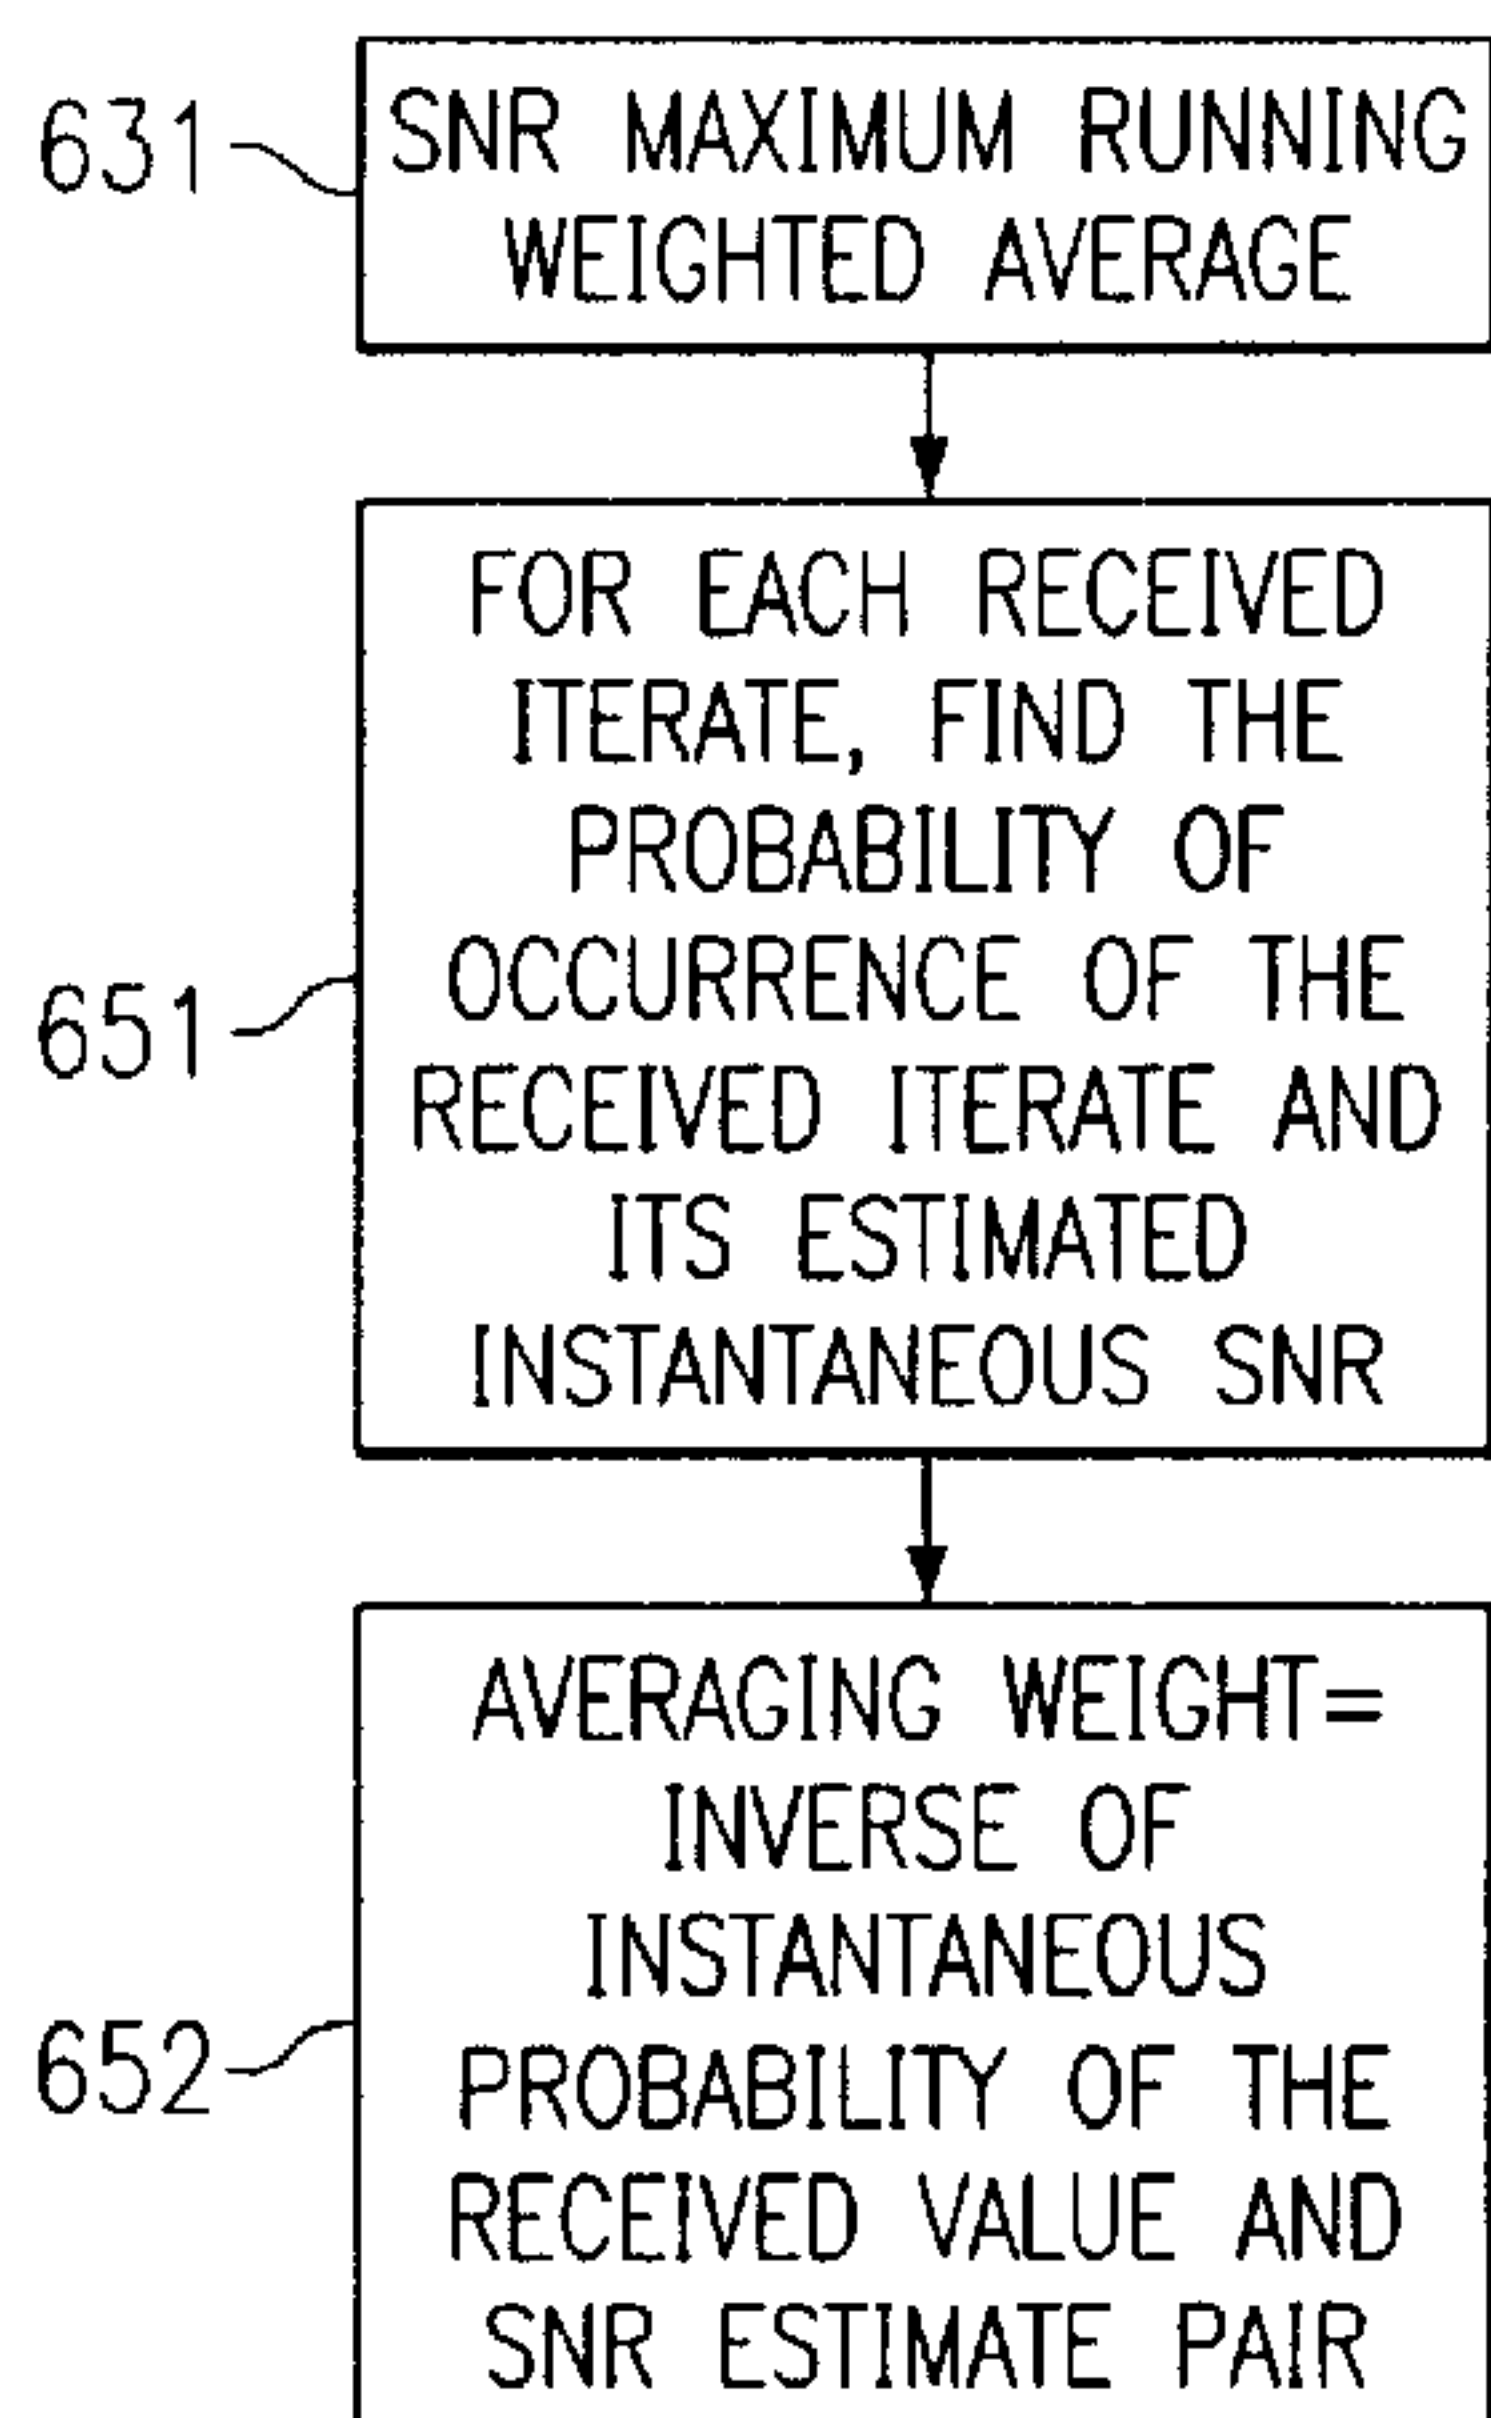 631
SNR MAXIMUM RUNNING
WEIGHTED AVERAGE
FOR EACH RECEIVED
ITERATE, FIND THE
PROBABILITY OF
OCCURRENCE OF THE
RECEIVED ITERATE AND
ITS ESTIMATED
INSTANTANEOUS SNR
651
AVERAGING WEIGHT=
INVERSE OF
INSTANTANEOUS
PROBABILITY OF THE
RECEIVED VALUE AND
SNR ESTIMATE PAIR
652